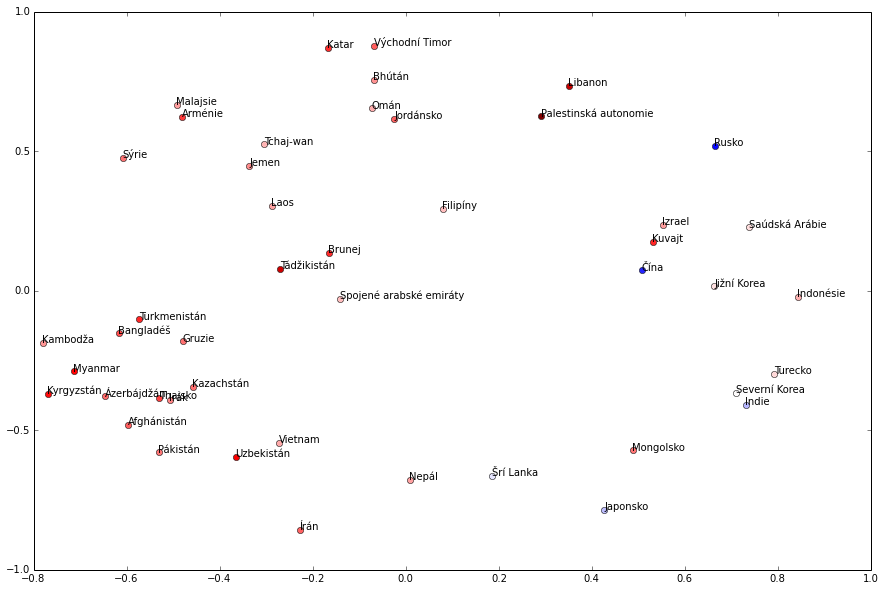 1.0
Katar
Východní Timor
Bhútán
Libanon
Malajsie
Omán
Arménie
Jordánsko
Palestinská autonomie
Tchaj-wan
Rusko
0.5
Sýrie
Jemen
Laos
Filipíny
Izrael
Saúdská Arábie
Kuvajt
Brunej
Tádžikistán
Čína
0.0
Spojené arabské emiráty
Jižní Korea
Indonésie
Turkmenistán
Bangladéš
Gruzie
Kambodža
Myanmar
Turecko
Kazachstán
Severní Korea
Kyrgyzstán
Ázerbájdžán
Thajsko
Irák
Indie
Afghánistán
−0.5
Vietnam
Mongolsko
Pákistán
Uzbekistán
Nepál
Šrí Lanka
Japonsko
Írán
−1.0
−0.8
−0.6
−0.4
−0.2
0.0
0.2
0.4
0.6
0.8
1.0